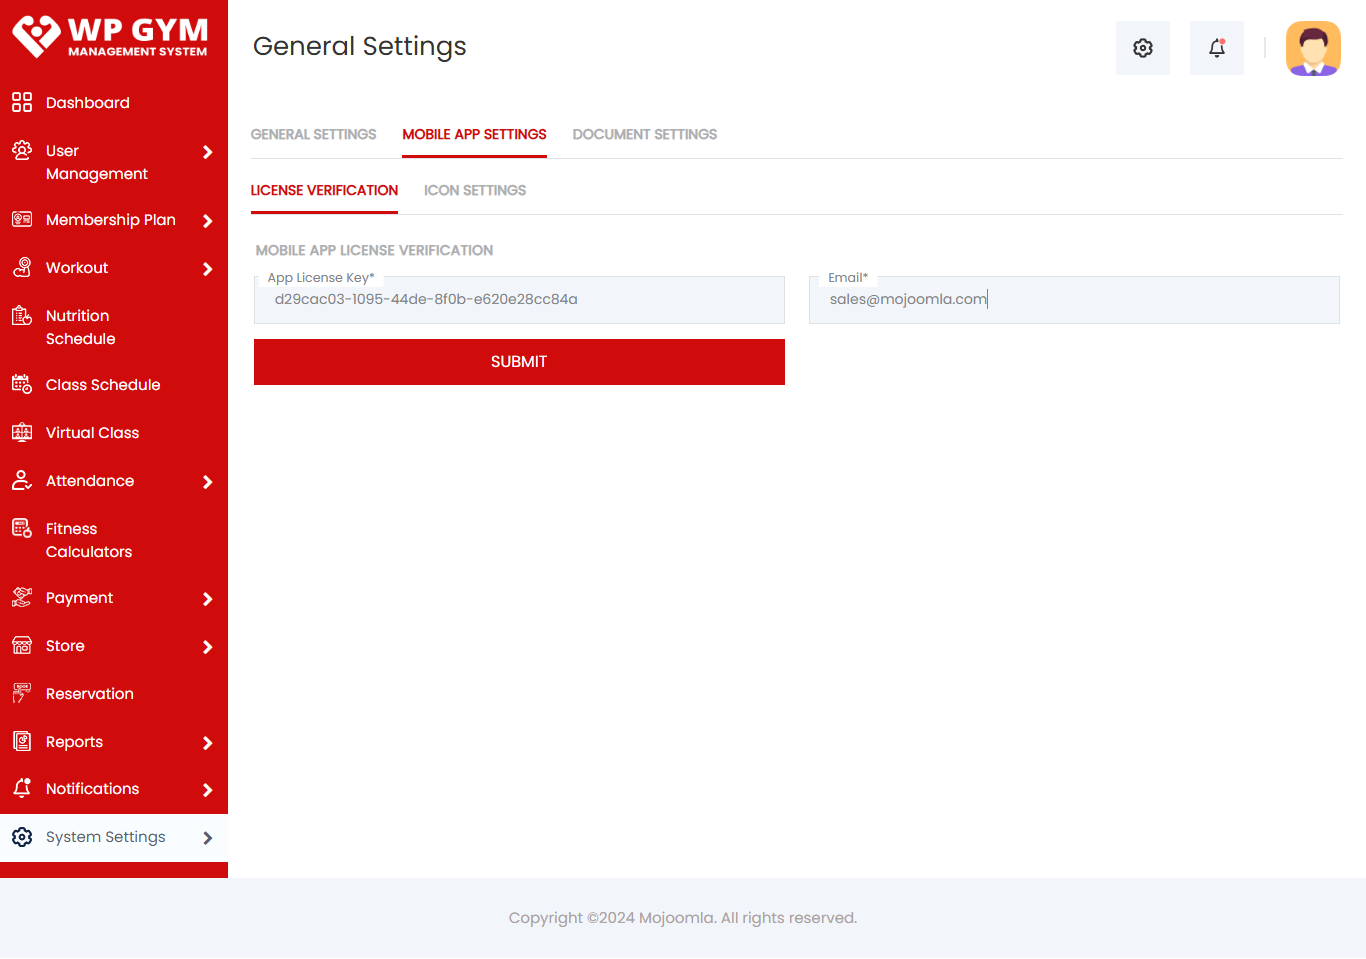 WP GYM
MANAGEMENT SYSTEM
Dashboard
User
Management
Membership Plan
Workout
Nutrition
Schedule
Class Schedule
Virtual Class
Attendance
Fitness
Calculators
Payment
Store
Reservation
Reports
Notifications
System Settings
General Settings
GENERAL SETTINGS MOBILE APP SETTINGS DOCUMENT SETTINGS
LICENSE VERIFICATION ICON SETTINGS
MOBILE APP LICENSE VERIFICATION
App License Key*
d29cac03-1095-44de-8f0b-e620e28cc84a
Email*
sales@mojoomla.com
SUBMIT
Copyright ©2024 Mojoomla. All rights reserved.